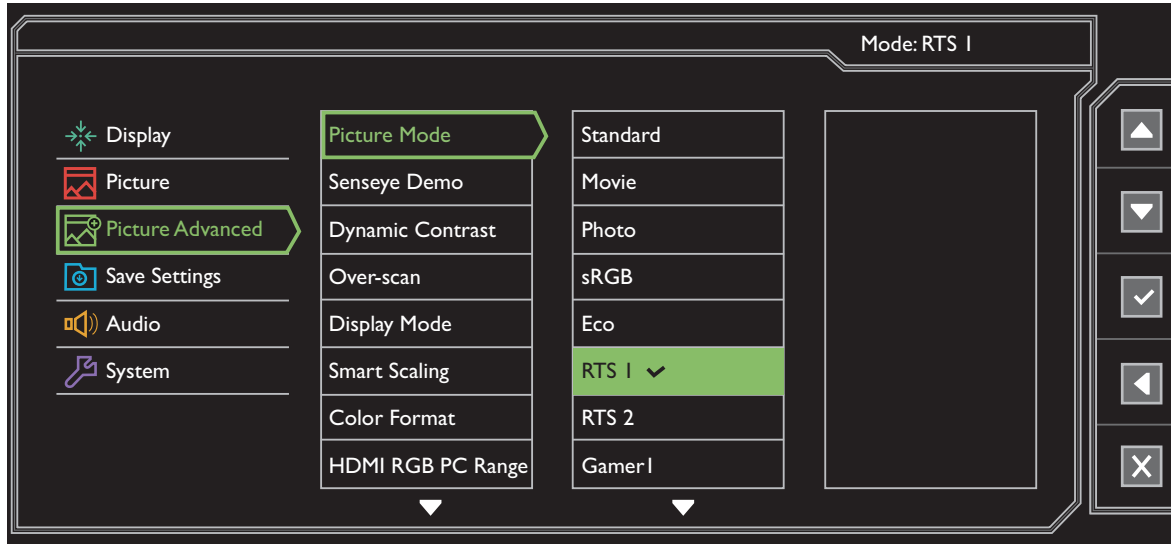 Mode: RTS 1
Display
Picture
Picture Advanced
Save Settings
Audio
System
Picture Mode
Senseye Demo
Dynamic Contrast
Over-scan
Display Mode
Smart Scaling
Color Format
HDMI RGB PC Range
Standard
Movie
Photo
sRGB
Eco
RTS 1
RTS 2
Gamer1